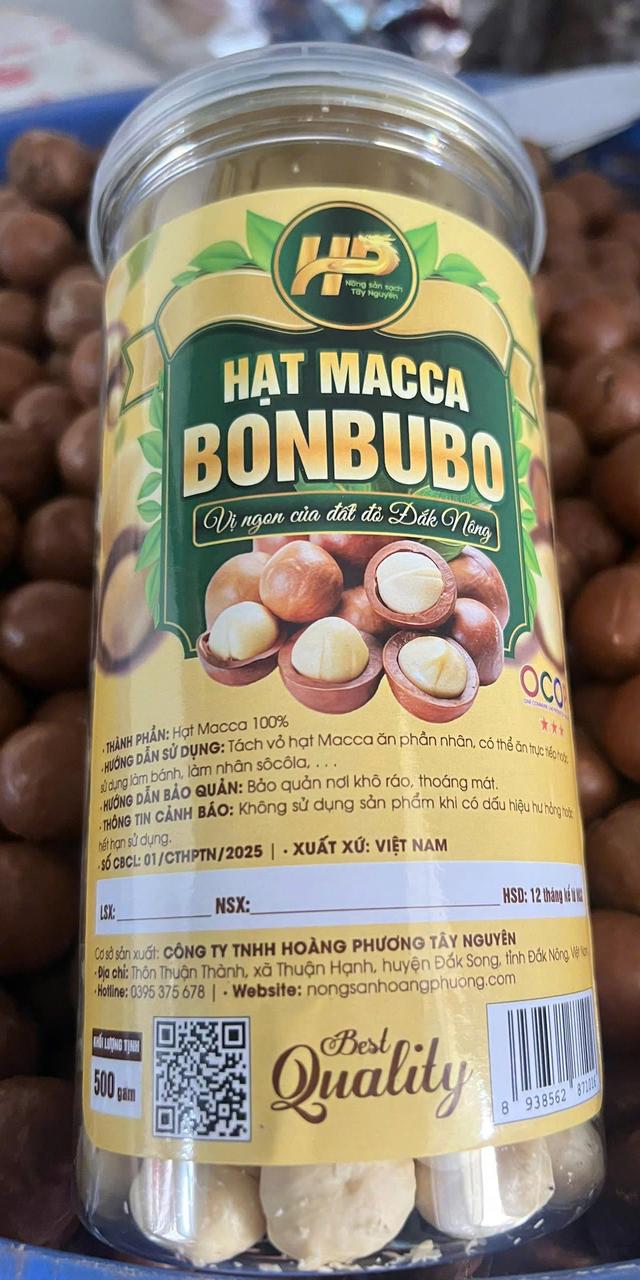 HP
Nông sản sạch
Tây Nguyên
HẠT MACCA
BONBUBO
Vị ngon của đất đỏ Đắk Nông
OCO
· THÀNH PHẦN: Hạt Macca 100%
· HƯỚNG DẪN SỬ DỤNG: Tách vỏ hạt Macca ăn phần nhân, có thể ăn trực tiếp hoặc
sử dụng làm bánh, làm nhân sôcôla, . . .
· HƯỚNG DẪN BẢO QUẢN: Bảo quản nơi khô ráo, thoáng mát.
· THÔNG TIN CẢNH BÁO: Không sử dụng sản phẩm khi có dấu hiệu hư hỏng hoặc
hết hạn sử dụng.
· SỐ CBCL: 01/CTHPTN/2025 | · XUẤT XỨ: VIỆT NAM
LSX: NSX: HSD: 12 tháng kể từ NSX
Cơ sở sản xuất: CÔNG TY TNHH HOÀNG PHƯƠNG TÂY NGUYÊN
· Địa chỉ: Thôn Thuận Thành, xã Thuận Hạnh, huyện Đắk Song, tỉnh Đắk Nông, Việt Nam
· Hotline: 0395 375 678 | · Website: nongsanhoangphuong.com
KHỐI LƯỢNG TỊNH
500 gam
Best
Quality
8 938562 871016